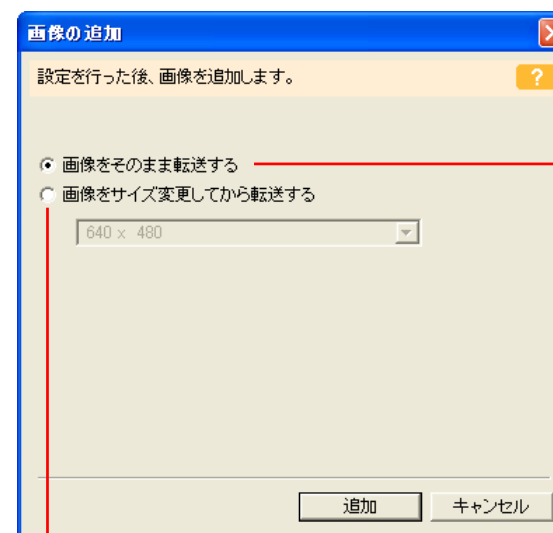 画像の追加
設定を行った後、画像を追加します。
?
画像をそのまま転送する
画像をサイズ変更してから転送する
640 x 480
追加
キャンセル